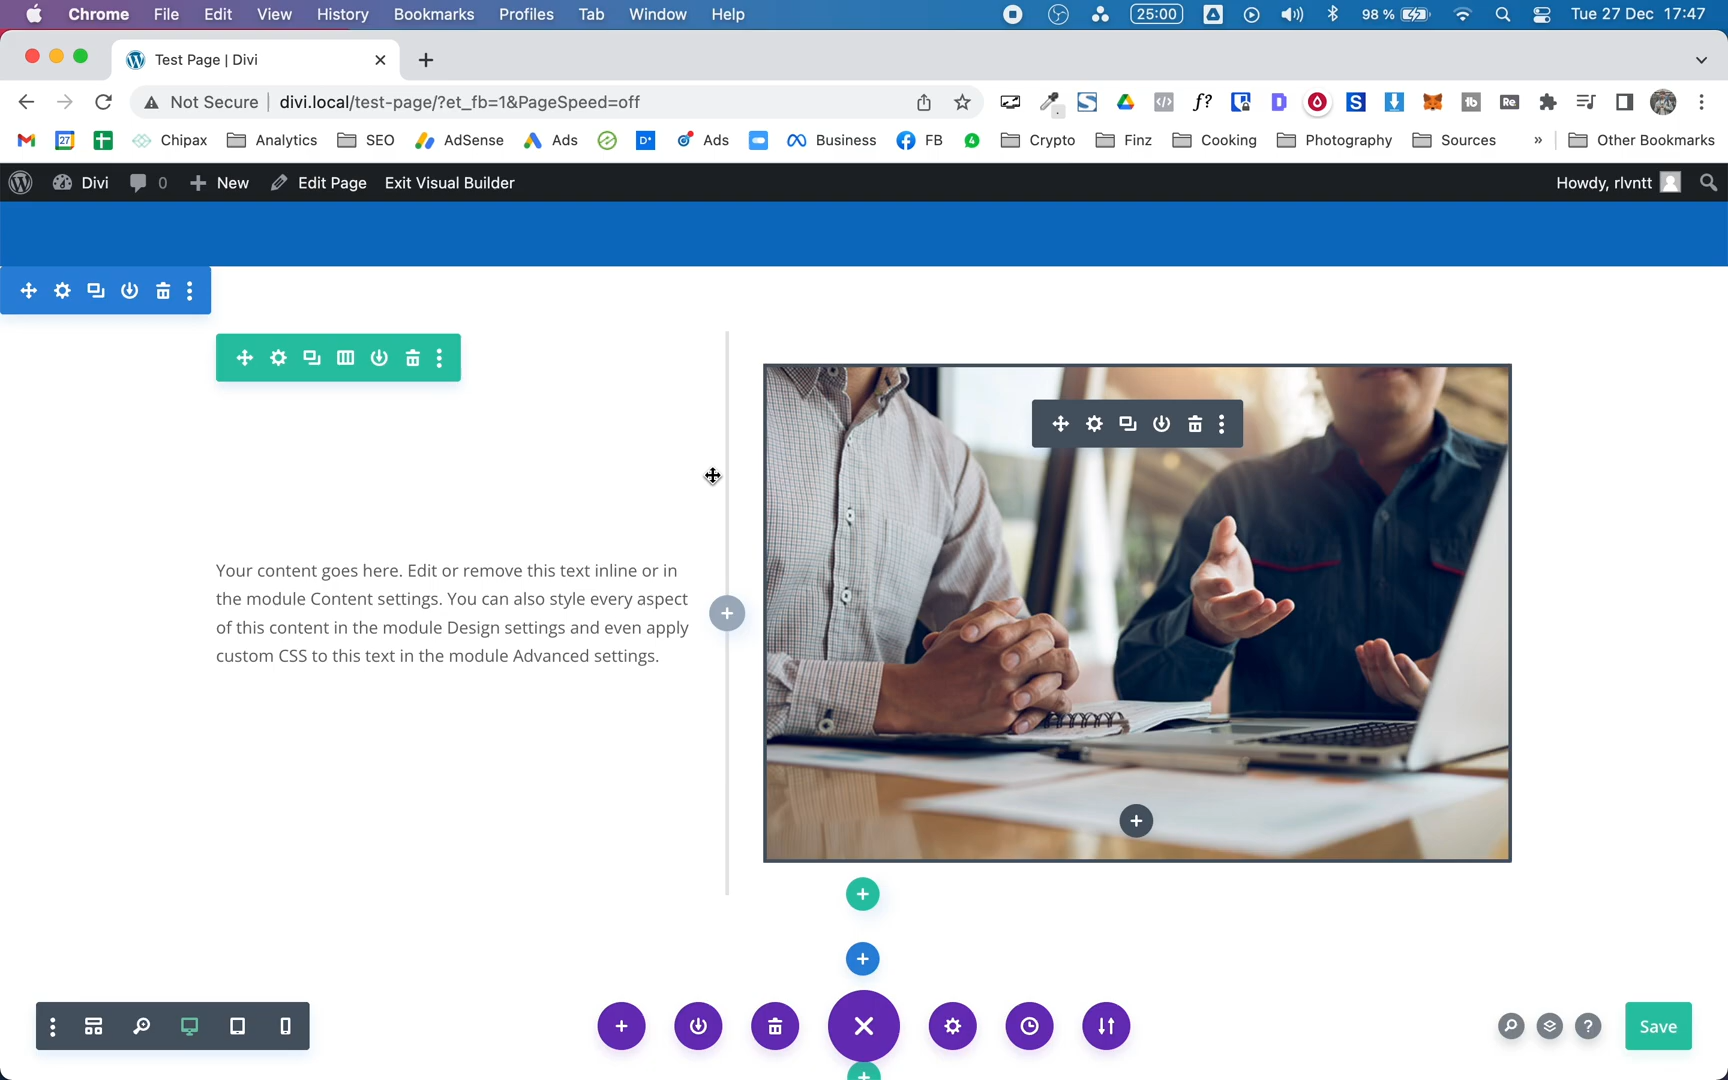 Chrome File Edit View History Bookmarks Profiles Tab Window Help 25:00 98 % Tue 27 Dec 17:47
Test Page | Divi
Not Secure divi.local/test-page/?et_fb=1&PageSpeed=off f? D S tb Re
27 Chipax Analytics SEO AdSense Ads D Ads Business FB 4 Crypto Finz Cooking Photography Sources » Other Bookmarks
Divi 0 New Edit Page Exit Visual Builder Howdy, rlvntt
Your content goes here. Edit or remove this text inline or in
the module Content settings. You can also style every aspect
of this content in the module Design settings and even apply
custom CSS to this text in the module Advanced settings.
? Save